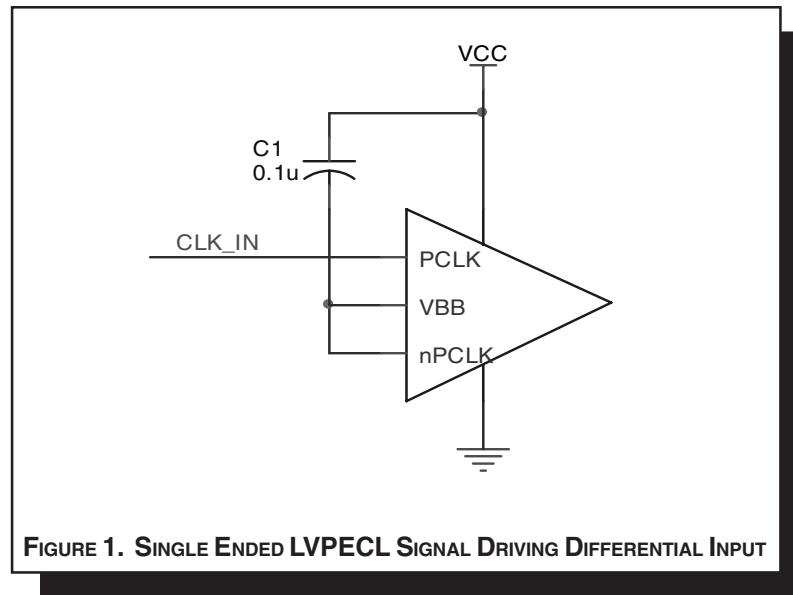 VCC
C1
0.1u
CLK_IN
PCLK
VBB
nPCLK
FIGURE 1. SINGLE ENDED LVPECL SIGNAL DRIVING DIFFERENTIAL INPUT